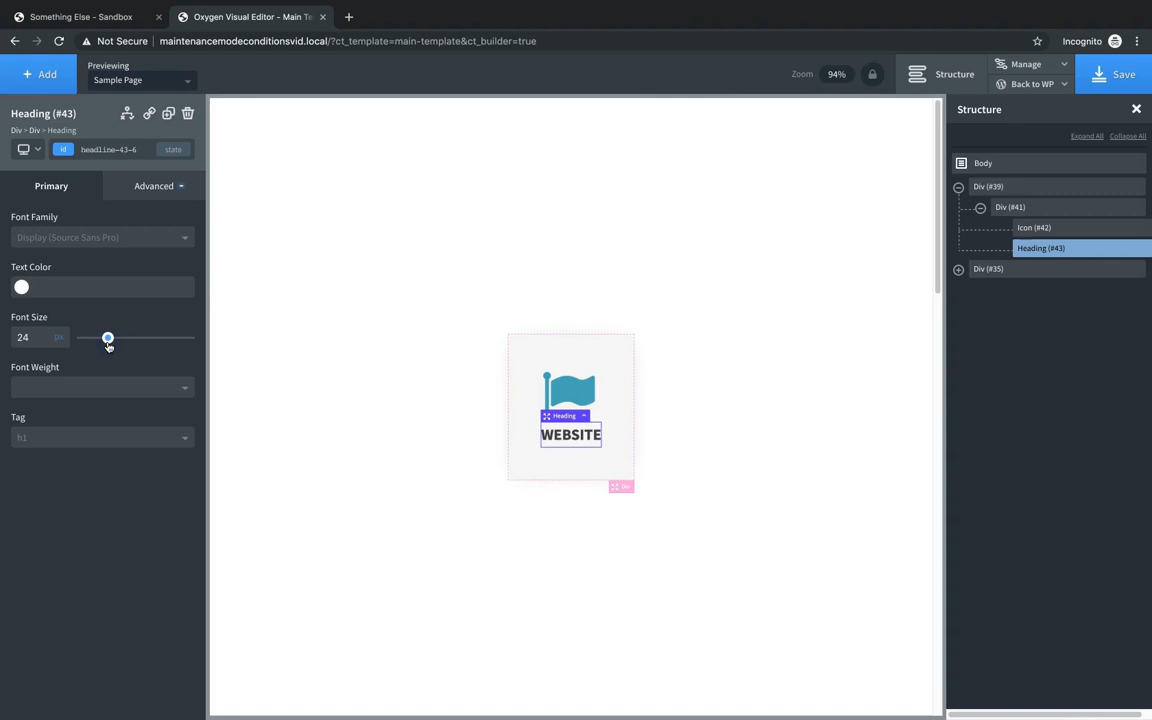 Something Else - Sandbox
Oxygen Visual Editor - Main Te
Not Secure
maintenancemodeconditionsvid.local/?ct_template=main-template&ct_builder=true
Incognito
+ Add
Previewing
Sample Page
Zoom
94%
Structure
Manage
Back to WP
Save
Heading (#43)
Div > Div > Heading
id
headline-43-6
state
Primary
Advanced
Font Family
Display (Source Sans Pro)
Text Color
Font Size
24
px
Font Weight
Tag
h1
Heading
WEBSITE
Div
Structure
Expand All
Collapse All
Body
Div (#39)
Div (#41)
Icon (#42)
Heading (#43)
Div (#35)